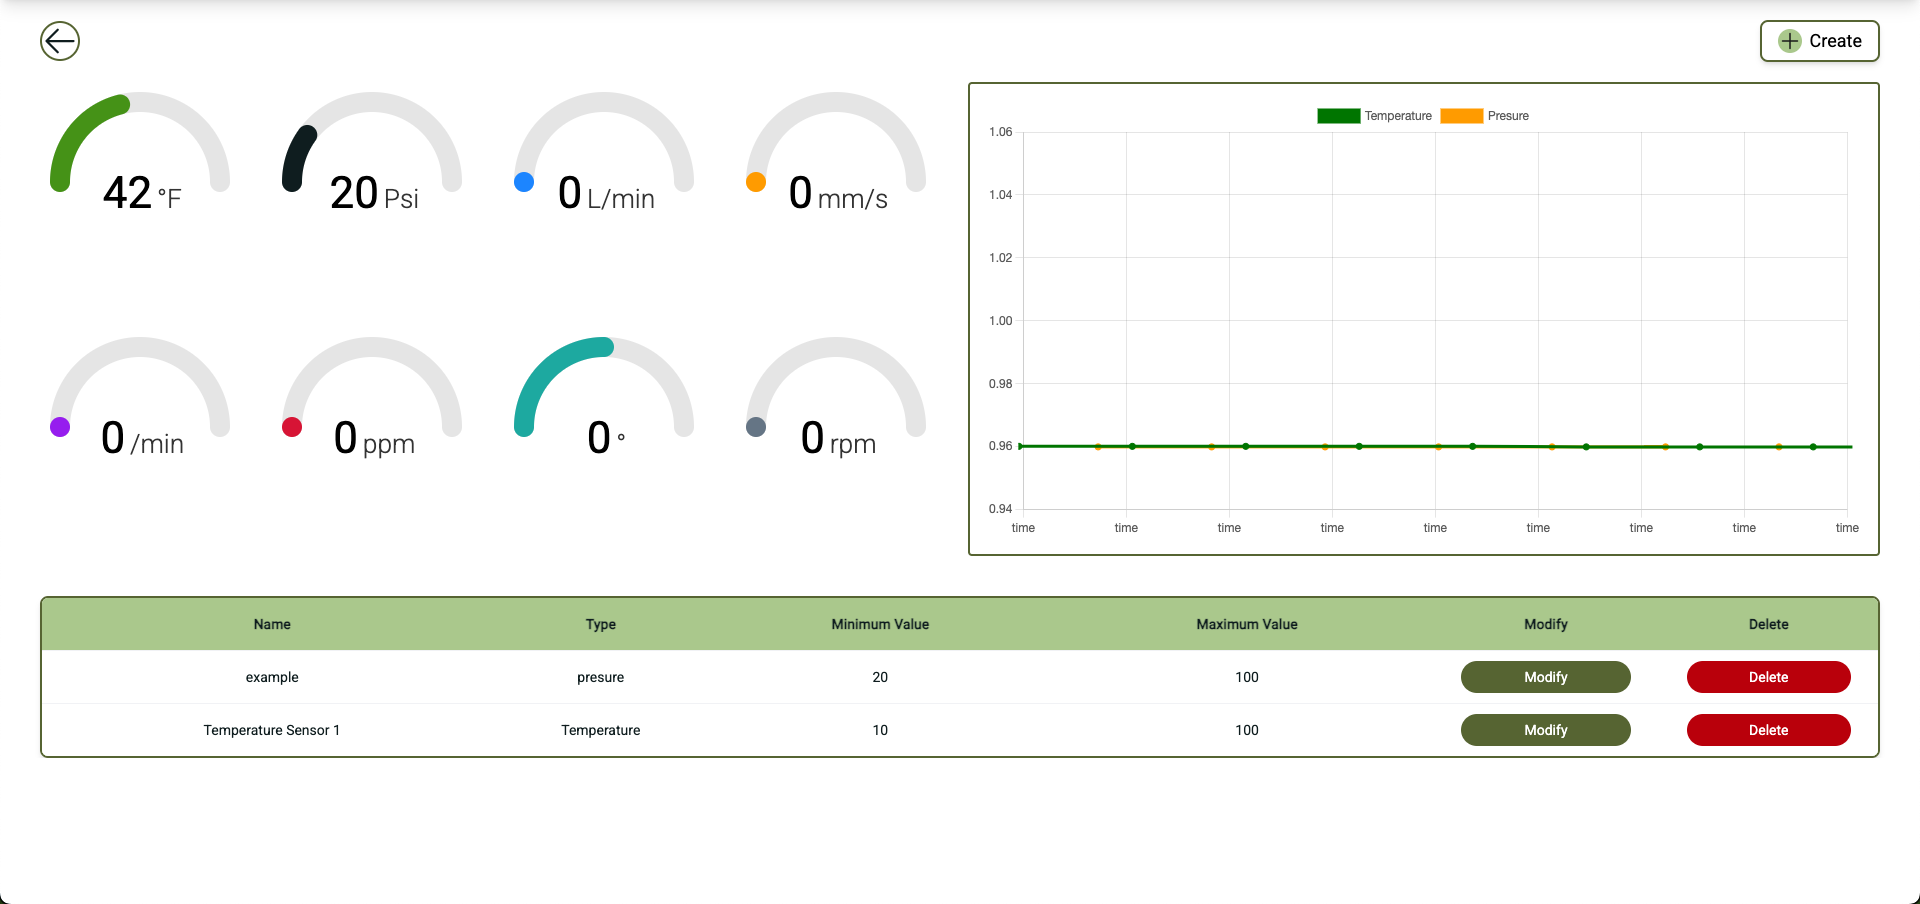 Create
42 °F
20 Psi
0 L/min
0 mm/s
0 /min
0 ppm
0 °
0 rpm
Temperature Presure
1.06
1.04
1.02
1.00
0.98
0.96
0.94
time time time time time time time time time
Name Type Minimum Value Maximum Value Modify Delete
example presure 20 100 Modify Delete
Temperature Sensor 1 Temperature 10 100 Modify Delete